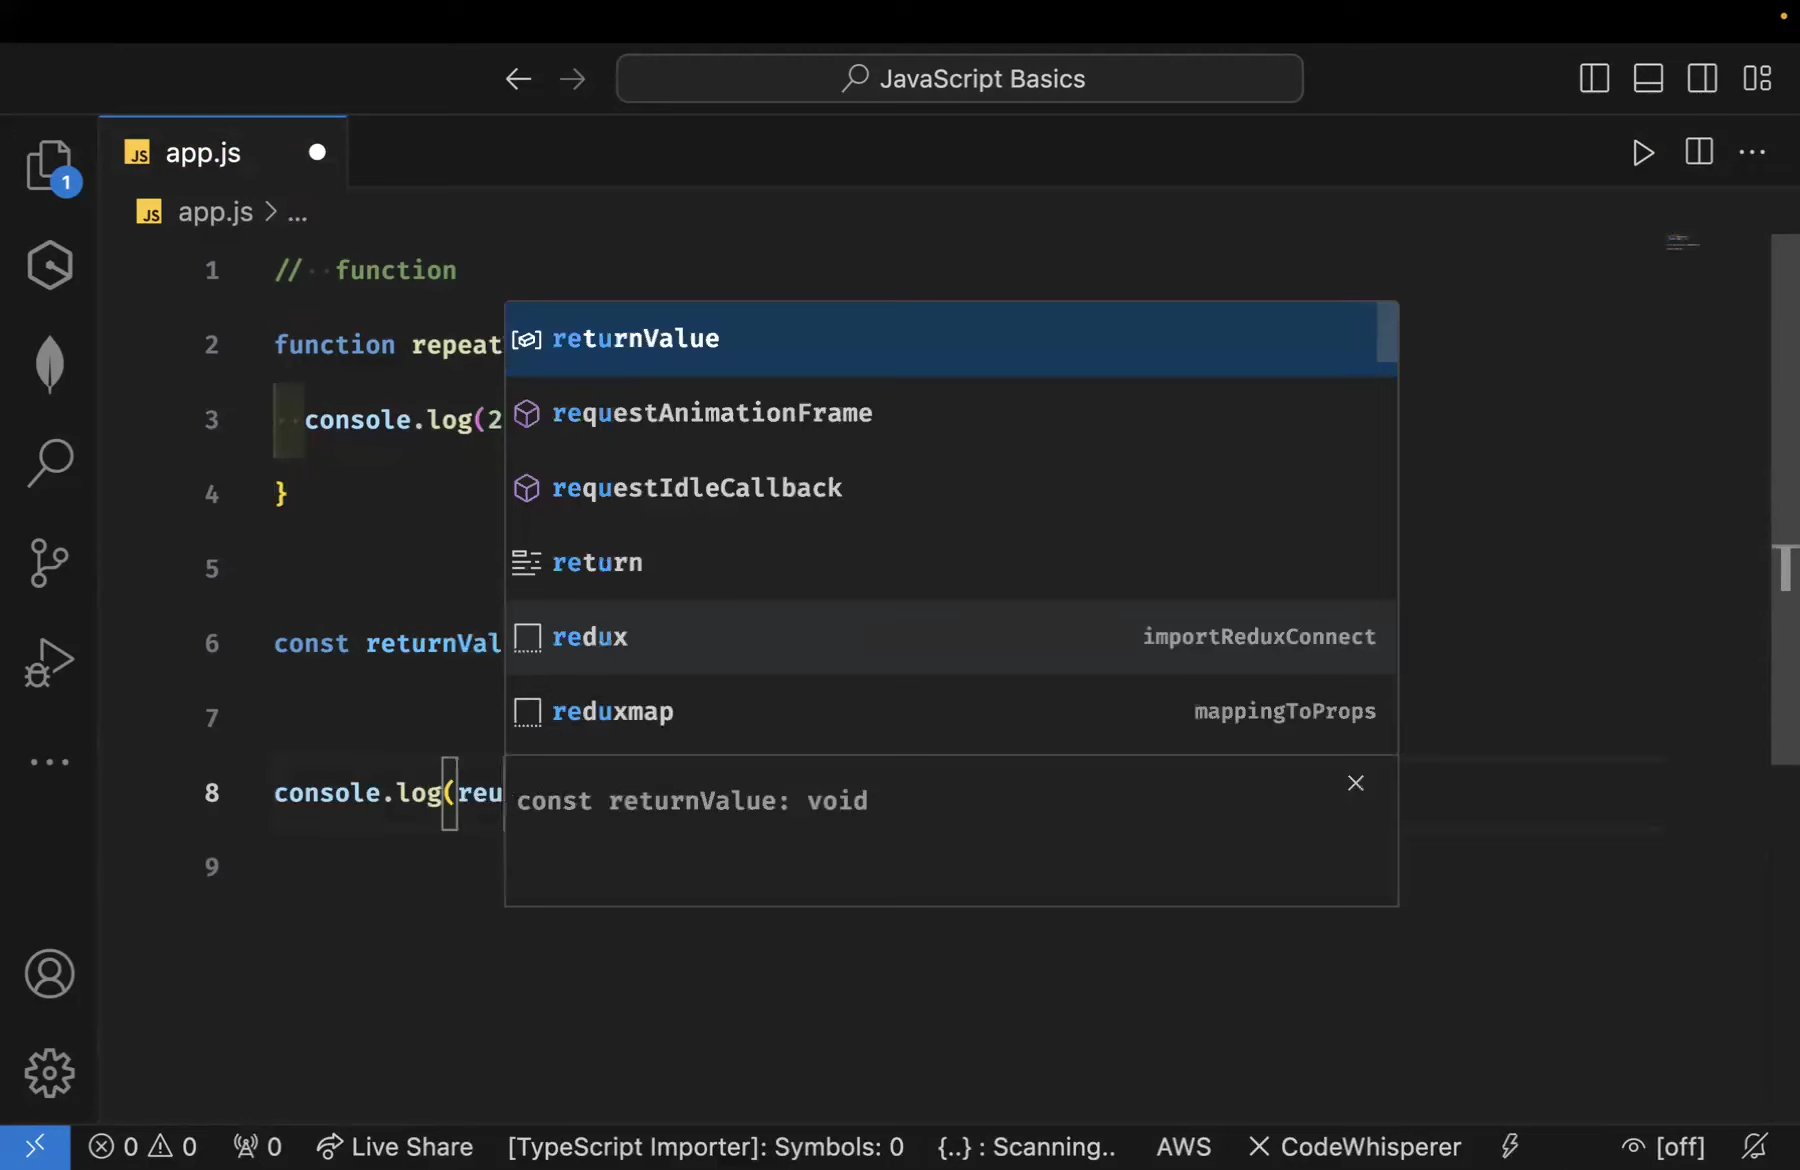 JavaScript Basics
JS app.js
1
JS app.js > ...
1 // function
2 function repeat
3 console.log(2
4 }
5
6 const returnVal
7
8 console.log(reu
9
returnValue
requestAnimationFrame
requestIdleCallback
return
redux importReduxConnect
reduxmap mappingToProps
const returnValue: void
0 0 0 Live Share [TypeScript Importer]: Symbols: 0 {..} : Scanning.. AWS CodeWhisperer [off]